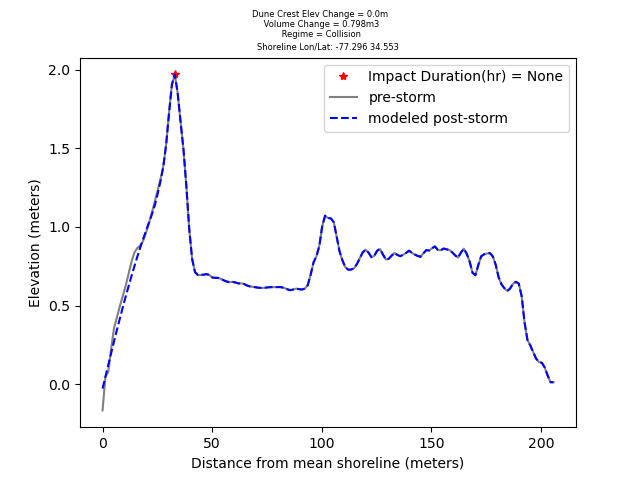 Dune Crest Elev Change = 0.0m
Volume Change = 0.798m3
Regime = Collision
Shoreline Lon/Lat: -77.296 34.553
Impact Duration(hr) = None
pre-storm
modeled post-storm
2.0
1.5
1.0
0.5
0.0
Elevation (meters)
0 50 100 150 200
Distance from mean shoreline (meters)